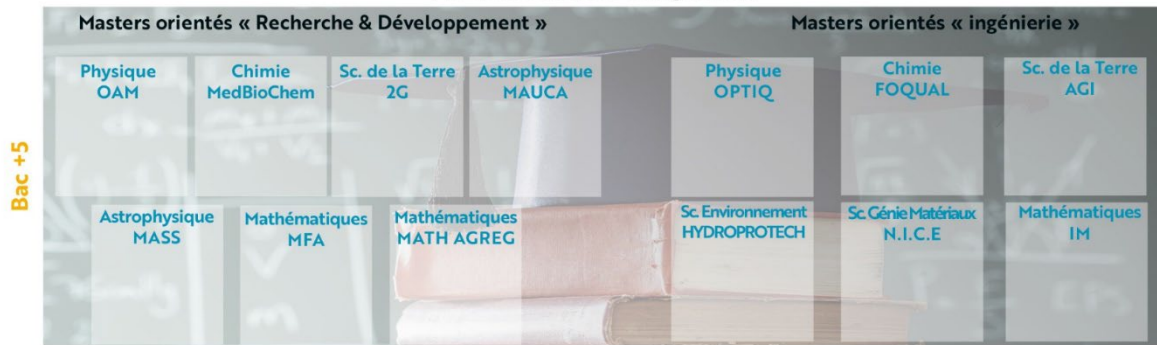 Masters orientés « Recherche & Développement »
Masters orientés « ingénierie »
Bac +5
Physique
OAM
Chimie
MedBioChem
Sc. de la Terre
2G
Astrophysique
MAUCA
Physique
OPTIQ
Chimie
FOQUAL
Sc. de la Terre
AGI
Astrophysique
MASS
Mathématiques
MFA
Mathématiques
MATH AGREG
Sc. Environnement
HYDROPROTECH
Sc. Génie Matériaux
N.I.C.E
Mathématiques
IM